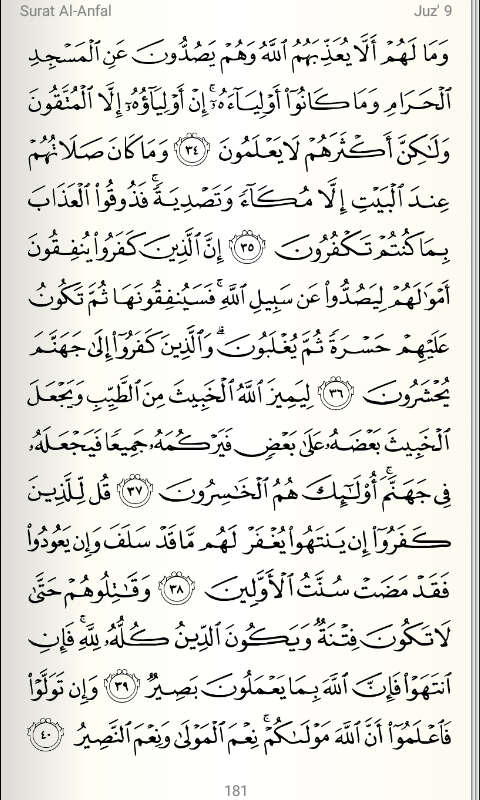 Surat Al-Anfal Juz' 9
وَمَا لَهُمْ أَلَّا يُعَذِّبَهُمُ ٱللَّهُ وَهُمْ يَصُدُّونَ عَنِ ٱلْمَسْجِدِ
ٱلْحَرَامِ وَمَا كَانُوٓا۟ أَوْلِيَآءَهُۥٓ ۚ إِنْ أَوْلِيَآؤُهُۥٓ إِلَّا ٱلْمُتَّقُونَ
وَلَـٰكِنَّ أَكْثَرَهُمْ لَا يَعْلَمُونَ ٣٤ وَمَا كَانَ صَلَاتُهُمْ
عِندَ ٱلْبَيْتِ إِلَّا مُكَآءً وَتَصْدِيَةً ۚ فَذُوقُوا۟ ٱلْعَذَابَ
بِمَا كُنتُمْ تَكْفُرُونَ ٣٥ إِنَّ ٱلَّذِينَ كَفَرُوا۟ يُنفِقُونَ
أَمْوَٰلَهُمْ لِيَصُدُّوا۟ عَن سَبِيلِ ٱللَّهِ ۚ فَسَيُنفِقُونَهَا ثُمَّ تَكُونُ
عَلَيْهِمْ حَسْرَةً ثُمَّ يُغْلَبُونَ ۗ وَٱلَّذِينَ كَفَرُوٓا۟ إِلَىٰ جَهَنَّمَ
يُحْشَرُونَ ٣٦ لِيَمِيزَ ٱللَّهُ ٱلْخَبِيثَ مِنَ ٱلطَّيِّبِ وَيَجْعَلَ
ٱلْخَبِيثَ بَعْضَهُۥ عَلَىٰ بَعْضٍ فَيَرْكُمَهُۥ جَمِيعًا فَيَجْعَلَهُۥ
فِى جَهَنَّمَ ۚ أُو۟لَـٰٓئِكَ هُمُ ٱلْخَـٰسِرُونَ ٣٧ قُل لِّلَّذِينَ
كَفَرُوٓا۟ إِن يَنتَهُوا۟ يُغْفَرْ لَهُم مَّا قَدْ سَلَفَ وَإِن يَعُودُوا۟
فَقَدْ مَضَتْ سُنَّتُ ٱلْأَوَّلِينَ ٣٨ وَقَـٰتِلُوهُمْ حَتَّىٰ
لَا تَكُونَ فِتْنَةٌ وَيَكُونَ ٱلدِّينُ كُلُّهُۥ لِلَّهِ ۚ فَإِنِ
ٱنتَهَوْا۟ فَإِنَّ ٱللَّهَ بِمَا يَعْمَلُونَ بَصِيرٌ ٣٩ وَإِن تَوَلَّوْا۟
فَٱعْلَمُوٓا۟ أَنَّ ٱللَّهَ مَوْلَىٰكُمْ ۚ نِعْمَ ٱلْمَوْلَىٰ وَنِعْمَ ٱلنَّصِيرُ ٤٠
181